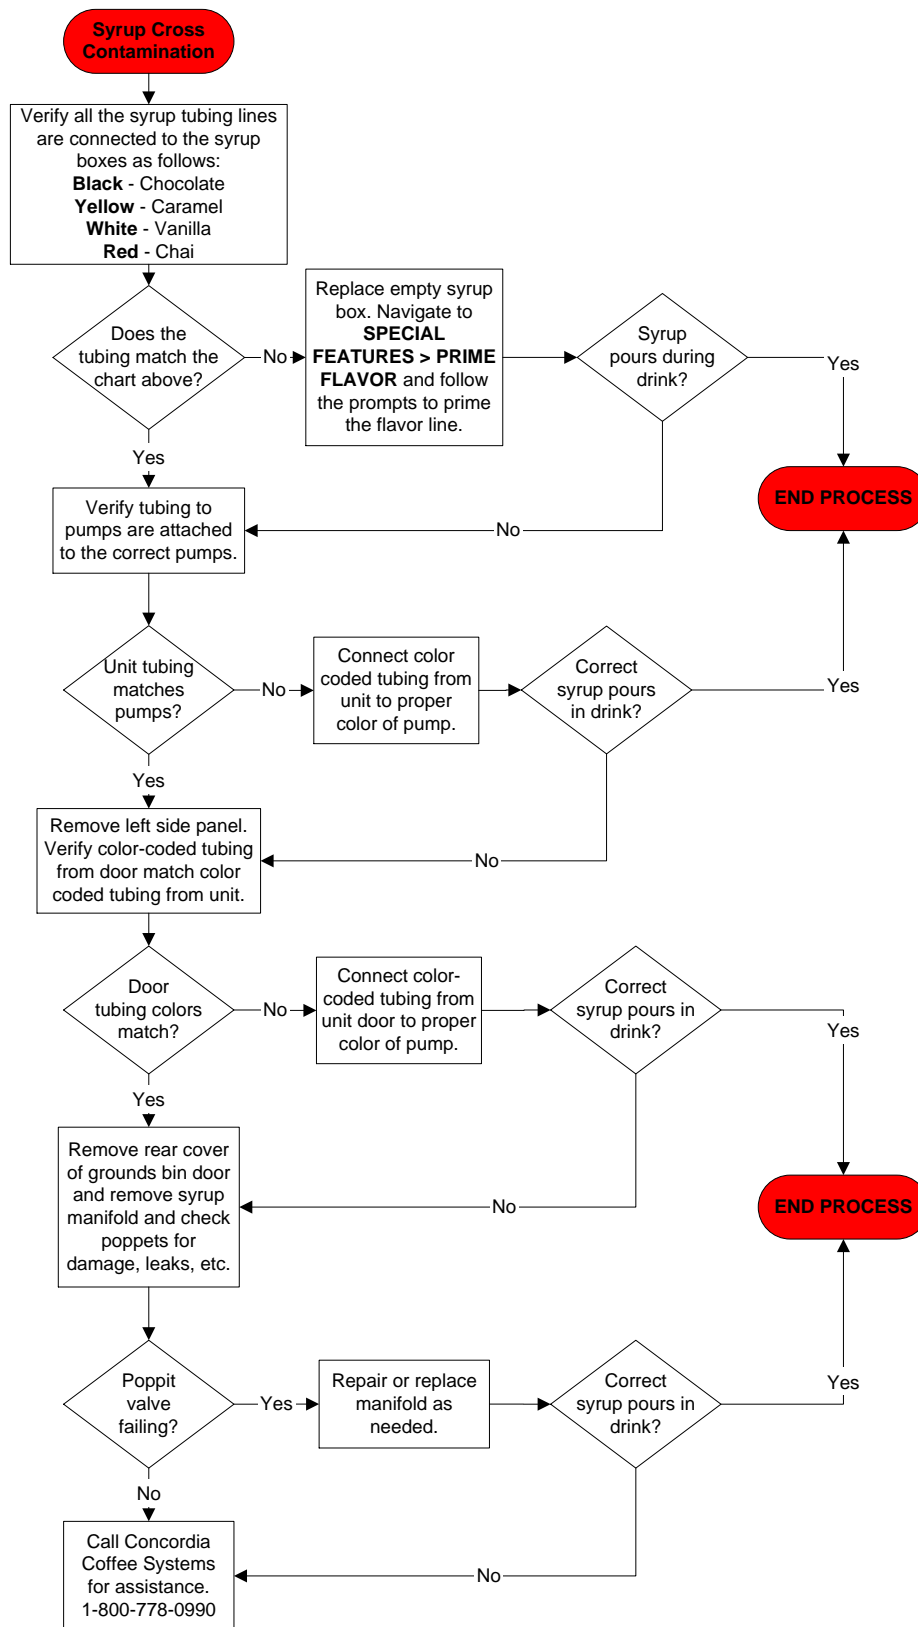 Syrup Cross
Contamination
Verify all the syrup tubing lines
are connected to the syrup
boxes as follows:
Black - Chocolate
Yellow - Caramel
White - Vanilla
Red - Chai
Does the
tubing match the
chart above?
No
Replace empty syrup
box. Navigate to
SPECIAL
FEATURES > PRIME
FLAVOR and follow
the prompts to prime
the flavor line.
Syrup
pours during
drink?
Yes
END PROCESS
Yes
No
Verify tubing to
pumps are attached
to the correct pumps.
Unit tubing
matches
pumps?
No
Connect color
coded tubing from
unit to proper
color of pump.
Correct
syrup pours
in drink?
Yes
Yes
No
Remove left side panel.
Verify color-coded tubing
from door match color
coded tubing from unit.
Door
tubing colors
match?
No
Connect color-
coded tubing from
unit door to proper
color of pump.
Correct
syrup pours in
drink?
Yes
END PROCESS
Yes
No
Remove rear cover
of grounds bin door
and remove syrup
manifold and check
poppets for
damage, leaks, etc.
Poppit
valve
failing?
Yes
Repair or replace
manifold as
needed.
Correct
syrup pours in
drink?
Yes
No
No
Call Concordia
Coffee Systems
for assistance.
1-800-778-0990